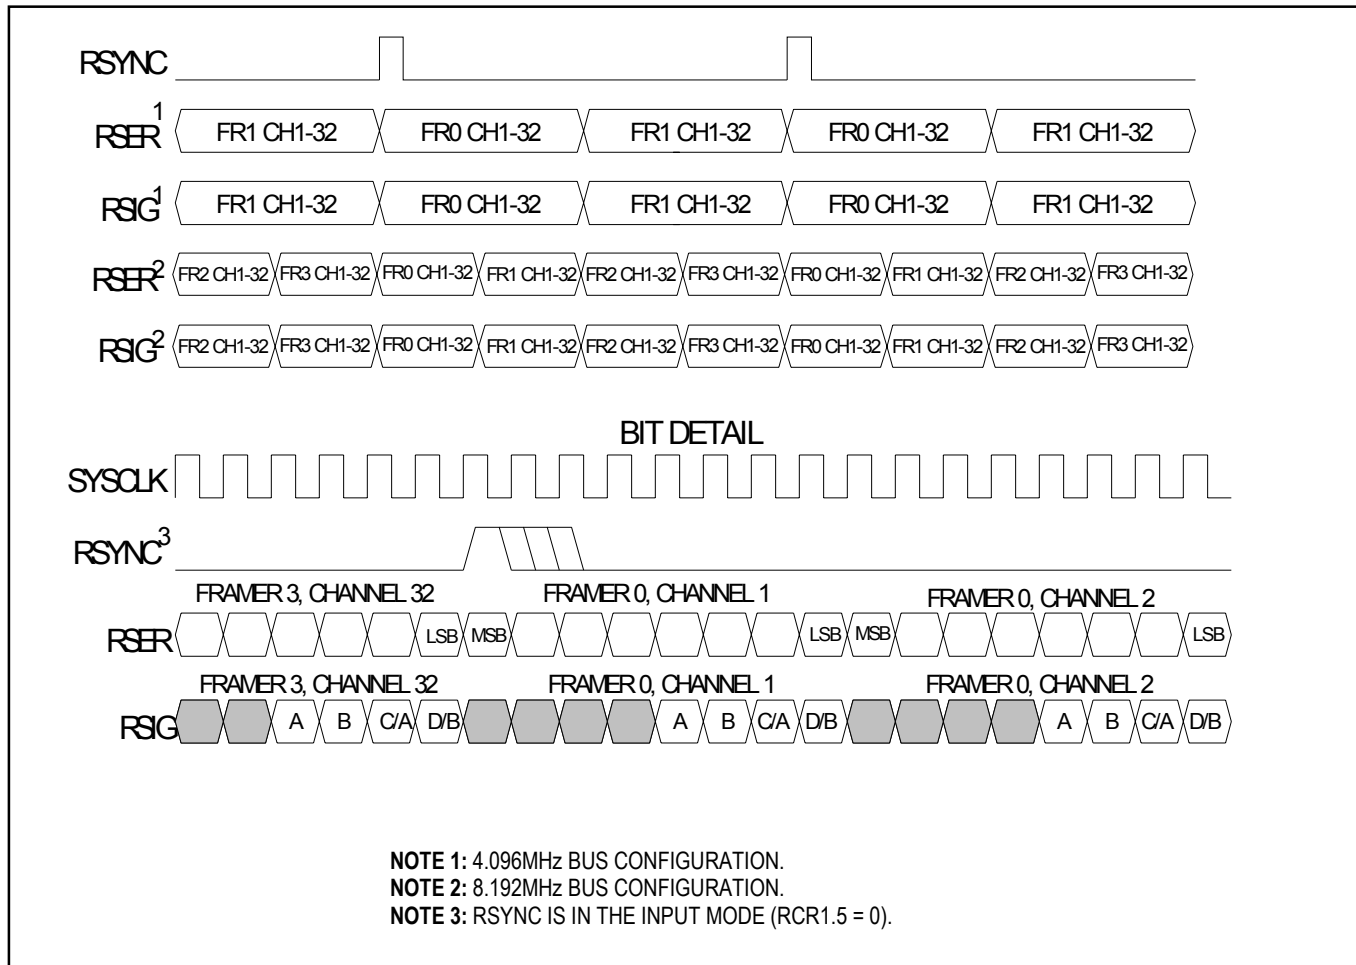 RSYNC
RSER1 FR1 CH1-32 FR0 CH1-32 FR1 CH1-32 FR0 CH1-32 FR1 CH1-32
RSIG1 FR1 CH1-32 FR0 CH1-32 FR1 CH1-32 FR0 CH1-32 FR1 CH1-32
RSER2 FR2 CH1-32 FR3 CH1-32 FR0 CH1-32 FR1 CH1-32 FR2 CH1-32 FR3 CH1-32 FR0 CH1-32 FR1 CH1-32 FR2 CH1-32 FR3 CH1-32
RSIG2 FR2 CH1-32 FR3 CH1-32 FR0 CH1-32 FR1 CH1-32 FR2 CH1-32 FR3 CH1-32 FR0 CH1-32 FR1 CH1-32 FR2 CH1-32 FR3 CH1-32
BIT DETAIL
SYSCLK
RSYNC3
FRAMER 3, CHANNEL 32 FRAMER 0, CHANNEL 1 FRAMER 0, CHANNEL 2
RSER LSB MSB LSB MSB LSB
FRAMER 3, CHANNEL 32 FRAMER 0, CHANNEL 1 FRAMER 0, CHANNEL 2
RSIG A B C/A D/B A B C/A D/B A B C/A D/B
NOTE 1: 4.096MHz BUS CONFIGURATION.
NOTE 2: 8.192MHz BUS CONFIGURATION.
NOTE 3: RSYNC IS IN THE INPUT MODE (RCR1.5 = 0).